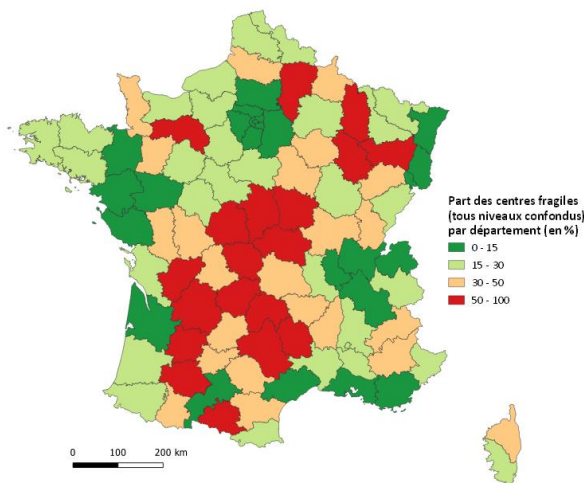 Part des centres fragiles
(tous niveaux confondus)
par département (en %)
0 - 15
15 - 30
30 - 50
50 - 100
0 100 200 km